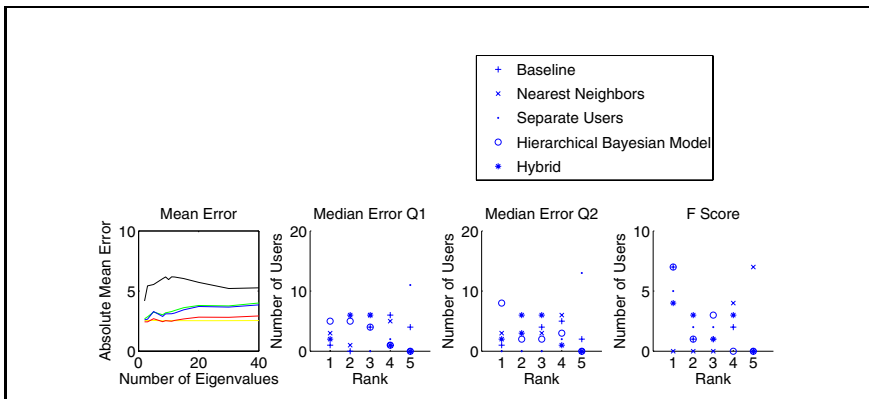 Baseline
Nearest Neighbors
Separate Users
Hierarchical Bayesian Model
Hybrid
Mean Error
10
5
0
0
20
40
Absolute Mean Error
Number of Eigenvalues
Median Error Q1
20
10
0
1 2 3 4 5
Number of Users
Rank
Median Error Q2
20
10
0
1 2 3 4 5
Number of Users
Rank
F Score
10
5
0
1 2 3 4 5
Number of Users
Rank